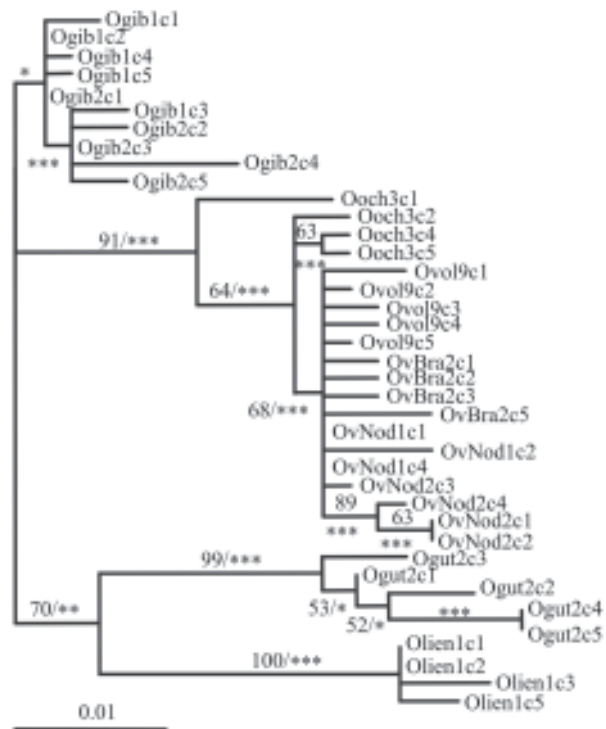 Ogib1c1
Ogib1c2
Ogib1c4
*
Ogib1c5
Ogib2c1
Ogib1c3
Ogib2c2
Ogib2c3
***
Ogib2c4
Ogib2c5
Ooch3c1
Ooch3c2
63
Ooch3c4
91/***
Ooch3c5
***
Ovol9c1
64/***
Ovol9c2
Ovol9c3
Ovol9c4
Ovol9c5
OvBra2c1
OvBra2c2
OvBra2c3
68/***
OvBra2c5
OvNod1c1
OvNod1c2
OvNod1c4
OvNod2c3
89
OvNod2c4
63
OvNod2c1
***
***
OvNod2c2
99/***
Ogut2c3
Ogut2c1
Ogut2c2
70/**
53/*
***
Ogut2c4
52/*
Ogut2c5
Olien1c1
100/***
Olien1c2
Olien1c3
Olien1c5
0.01